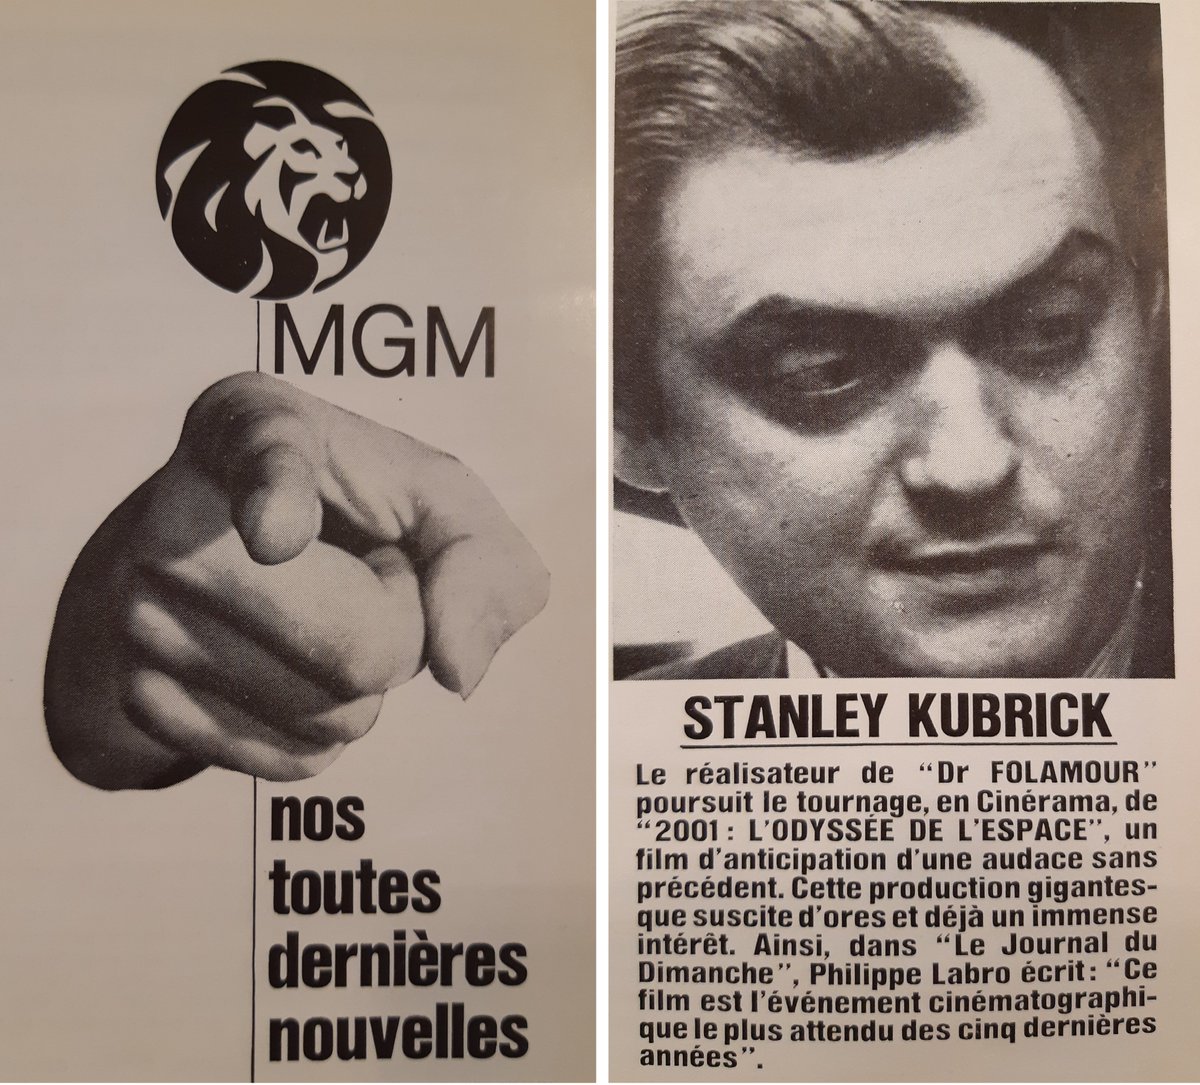 MGM
nos
toutes
dernières
nouvelles
STANLEY KUBRICK
Le réalisateur de “Dr FOLAMOUR”
poursuit le tournage, en Cinérama, de
“2001 : L’ODYSSÉE DE L’ESPACE”, un
film d’anticipation d’une audace sans
précédent. Cette production gigantes-
que suscite d’ores et déjà un immense
intérêt. Ainsi, dans “Le Journal du
Dimanche”, Philippe Labro écrit : “Ce
film est l’événement cinématographi-
que le plus attendu des cinq dernières
années”.